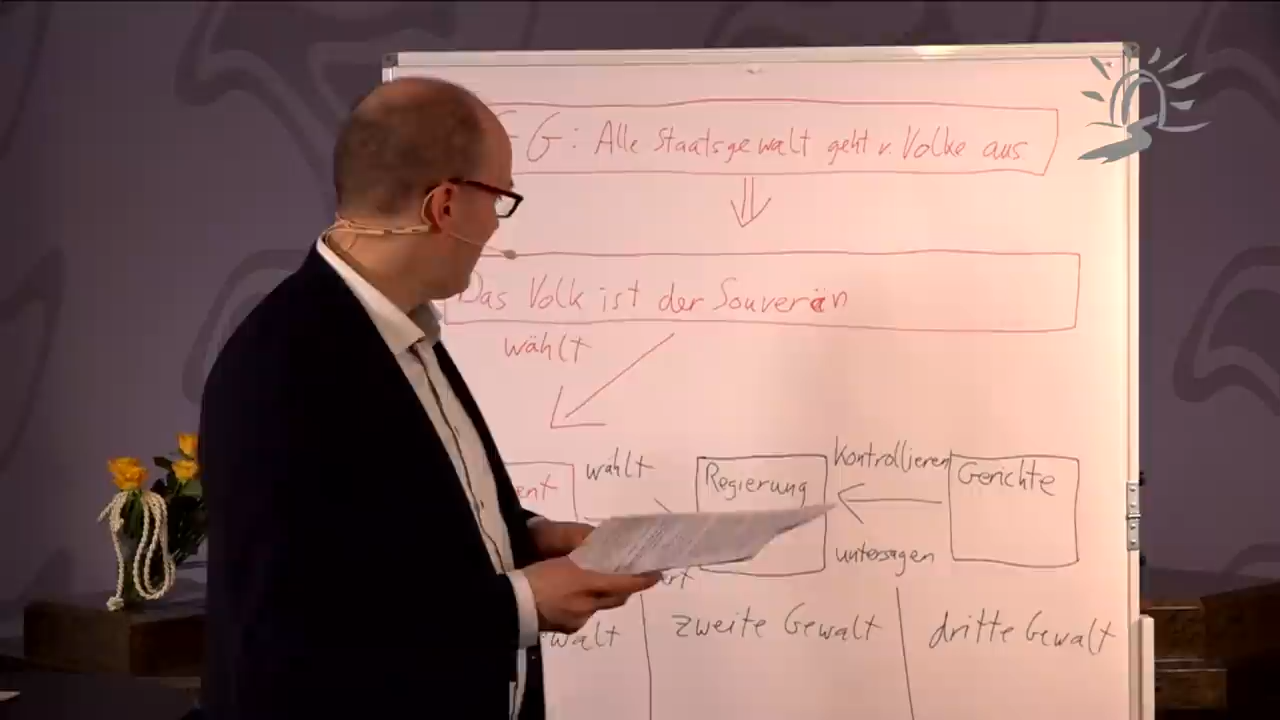 G: Alle Staatsgewalt geht v. Volke aus
Das Volk ist der Souverän
wählt
wählt
Regierung
kontrollieren
Gerichte
untersagen
zweite Gewalt
dritte Gewalt